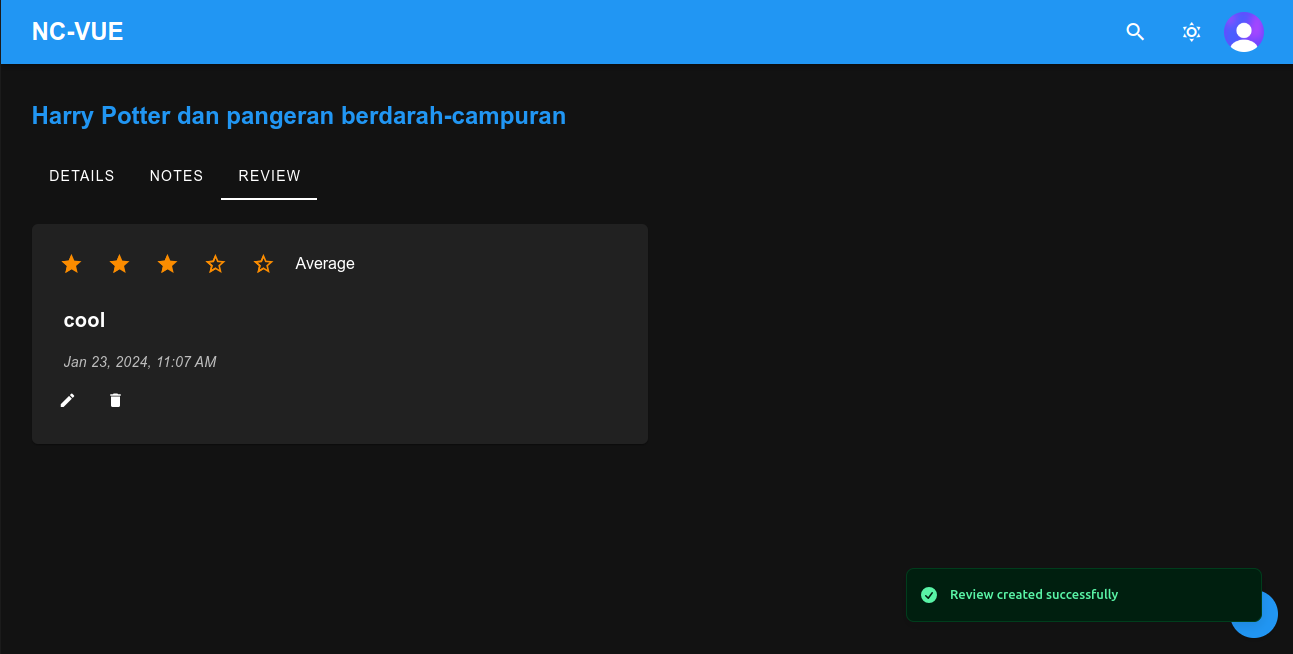 NC-VUE
Harry Potter dan pangeran berdarah-campuran
DETAILS NOTES REVIEW
Average
cool
Jan 23, 2024, 11:07 AM
Review created successfully